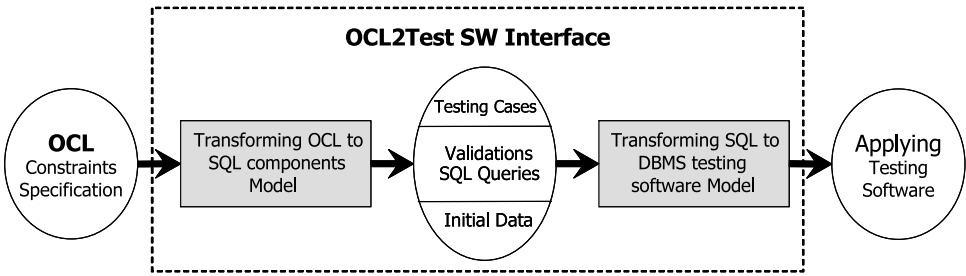 OCL2Test SW Interface
OCL
Constraints
Specification
Transforming OCL to
SQL components
Model
Testing Cases
Validations
SQL Queries
Initial Data
Transforming SQL to
DBMS testing
software Model
Applying
Testing
Software